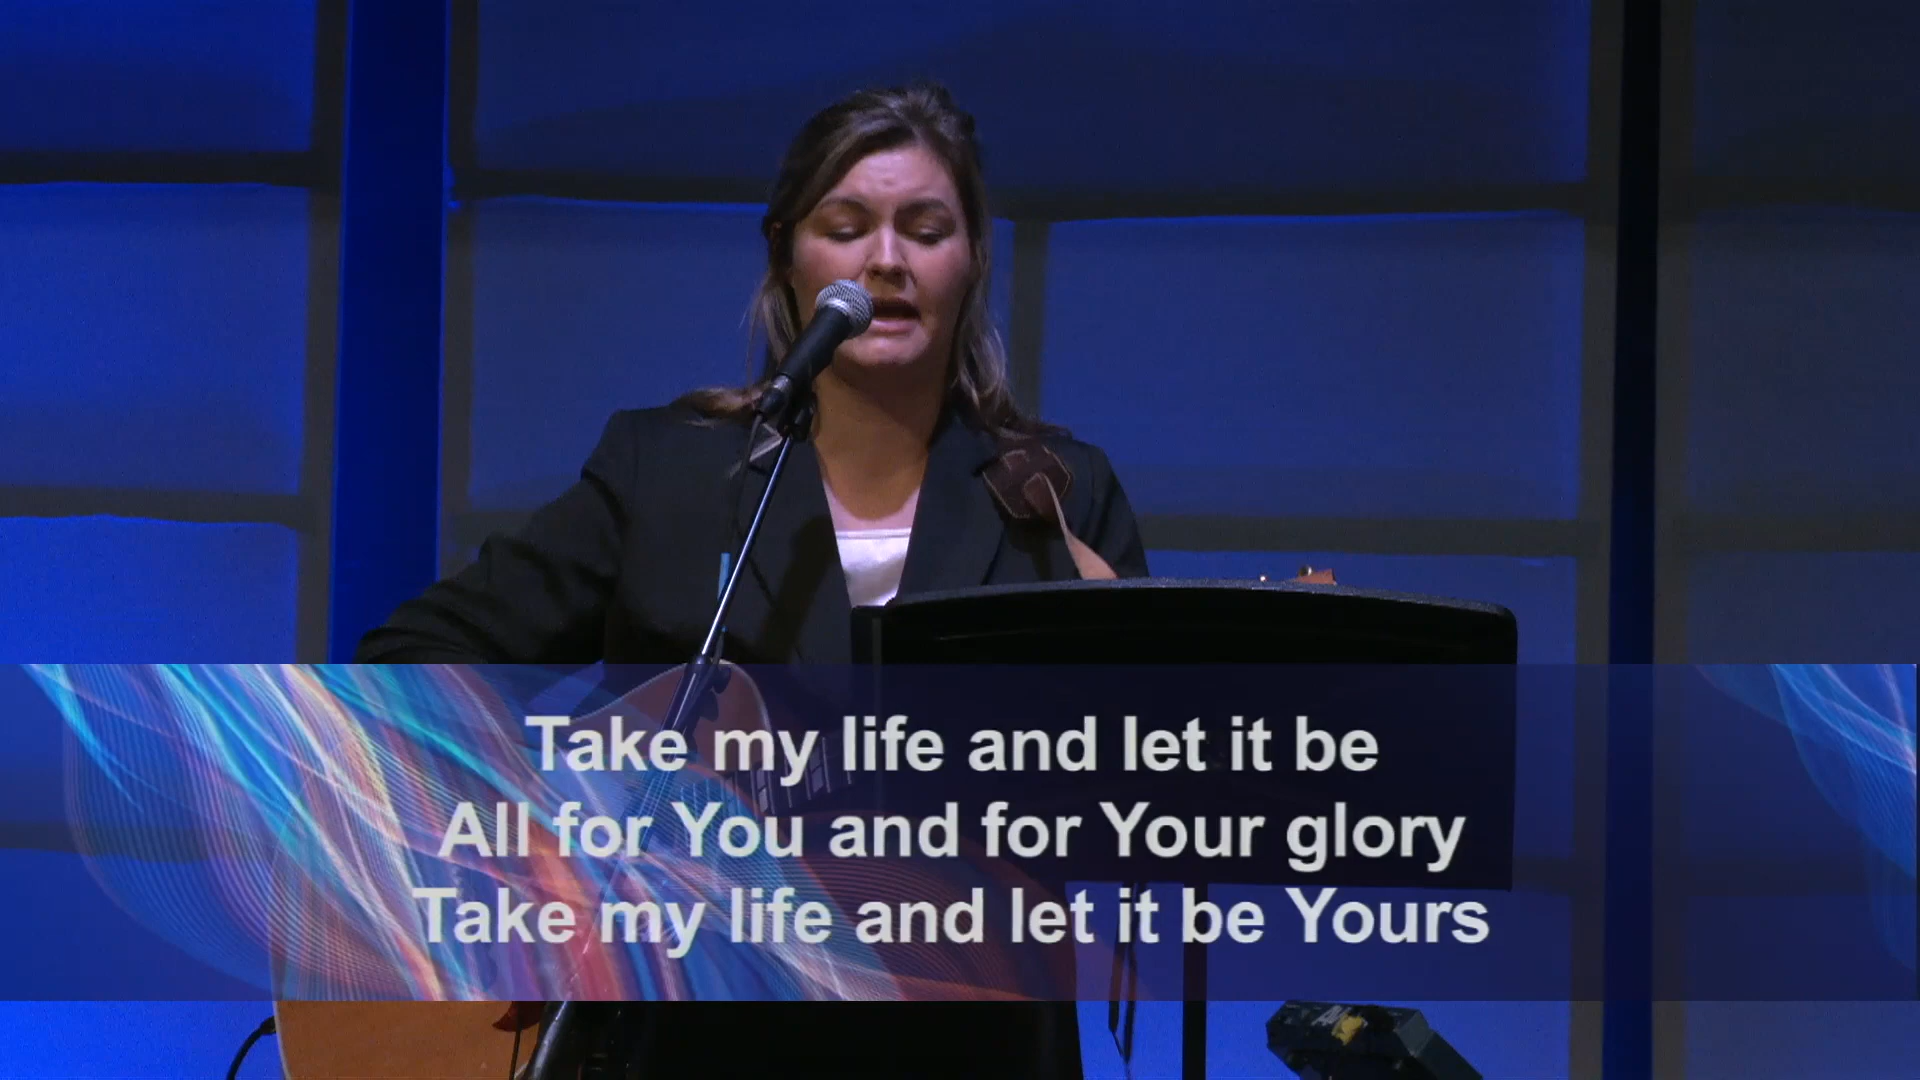 Take my life and let it be
All for You and for Your glory
Take my life and let it be Yours